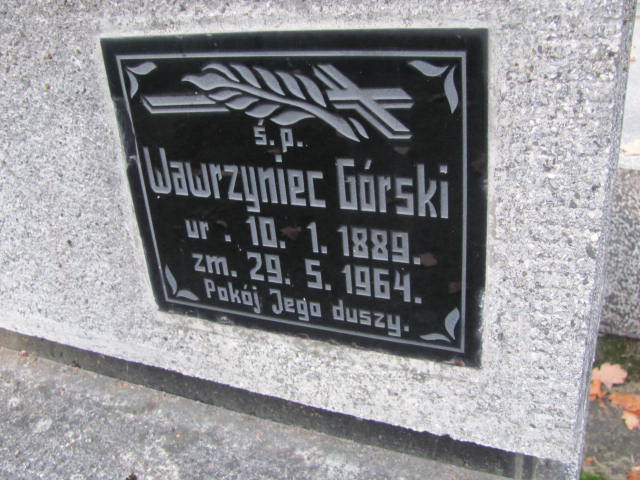 ś.p.
Wawrzyniec Górski
ur. 10. 1. 1889.
zm. 29. 5. 1964.
Pokój Jego duszy.